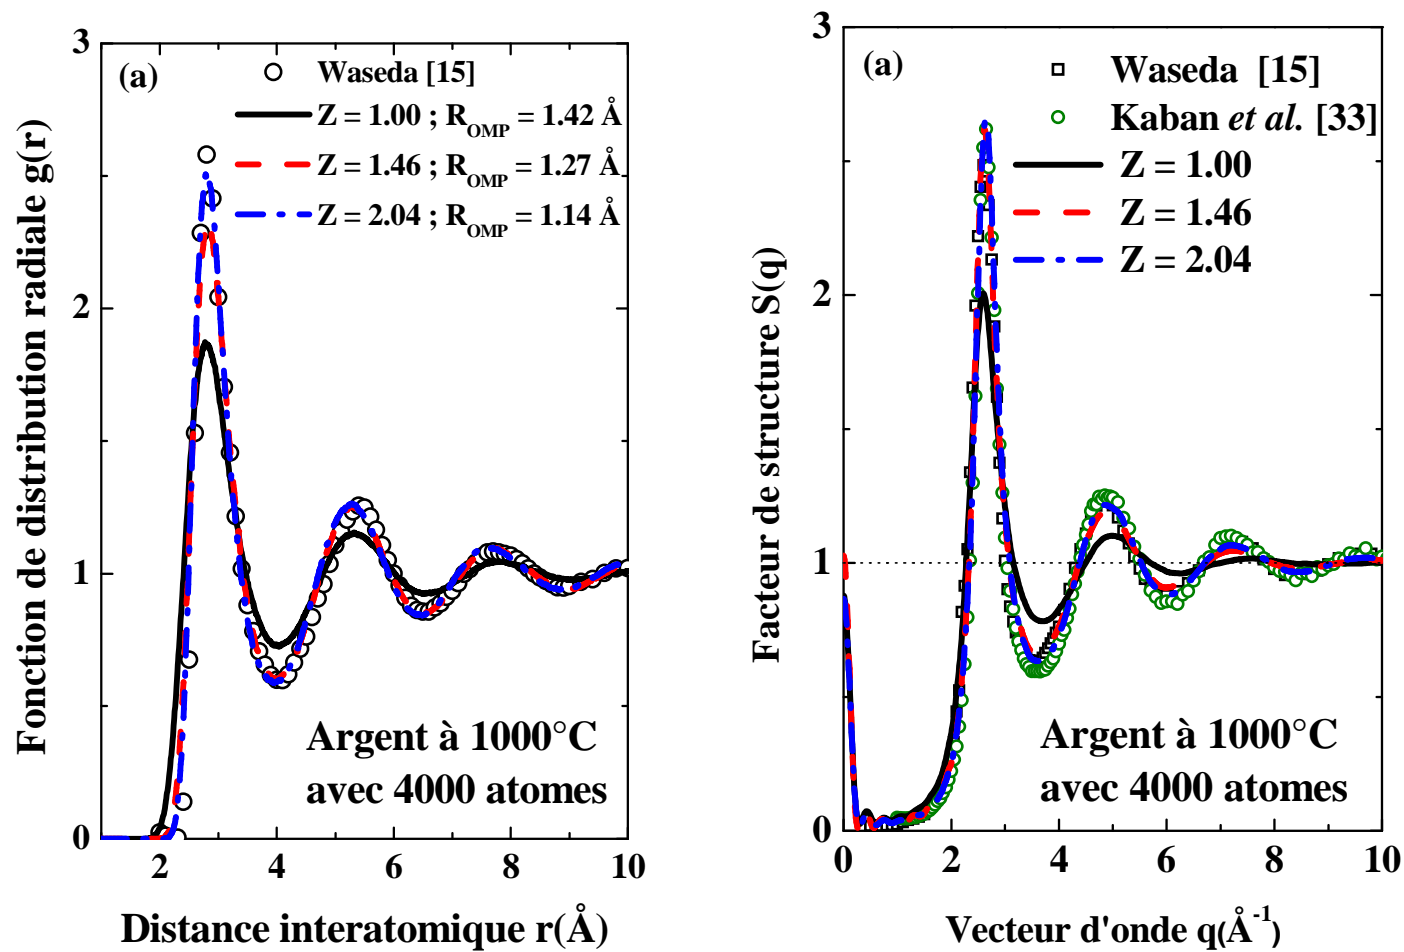 3
2
1
0
Fonction de distribution radiale g(r)
(a)
Waseda [15]
Z = 1.00 ; R_OMP = 1.42 Å
Z = 1.46 ; R_OMP = 1.27 Å
Z = 2.04 ; R_OMP = 1.14 Å
Argent à 1000°C
avec 4000 atomes
2 4 6 8 10
Distance interatomique r(Å)
3
2
1
0
Facteur de structure S(q)
(a)
Waseda [15]
Kaban et al. [33]
Z = 1.00
Z = 1.46
Z = 2.04
Argent à 1000°C
avec 4000 atomes
0 2 4 6 8 10
Vecteur d'onde q(Å⁻¹)